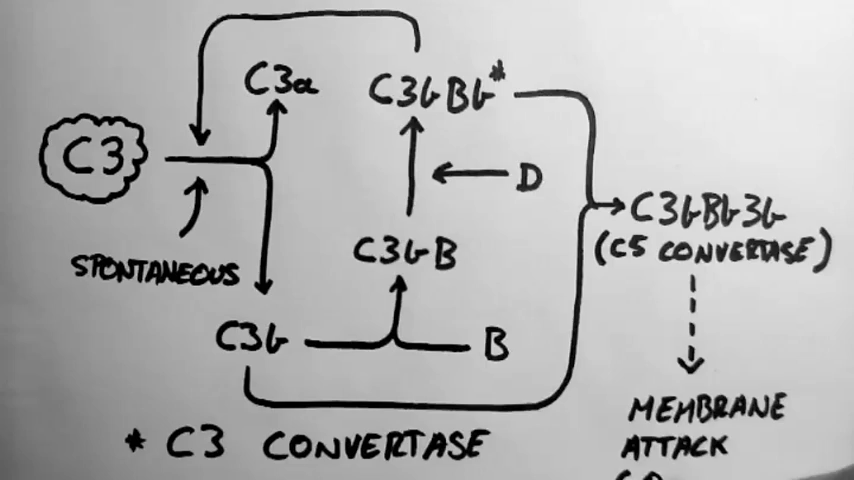 C3a
C3bBb*
C3
D
C3bBb3b
SPONTANEOUS
C3bB
(C5 CONVERTASE)
C3b
B
* C3 CONVERTASE
MEMBRANE
ATTACK